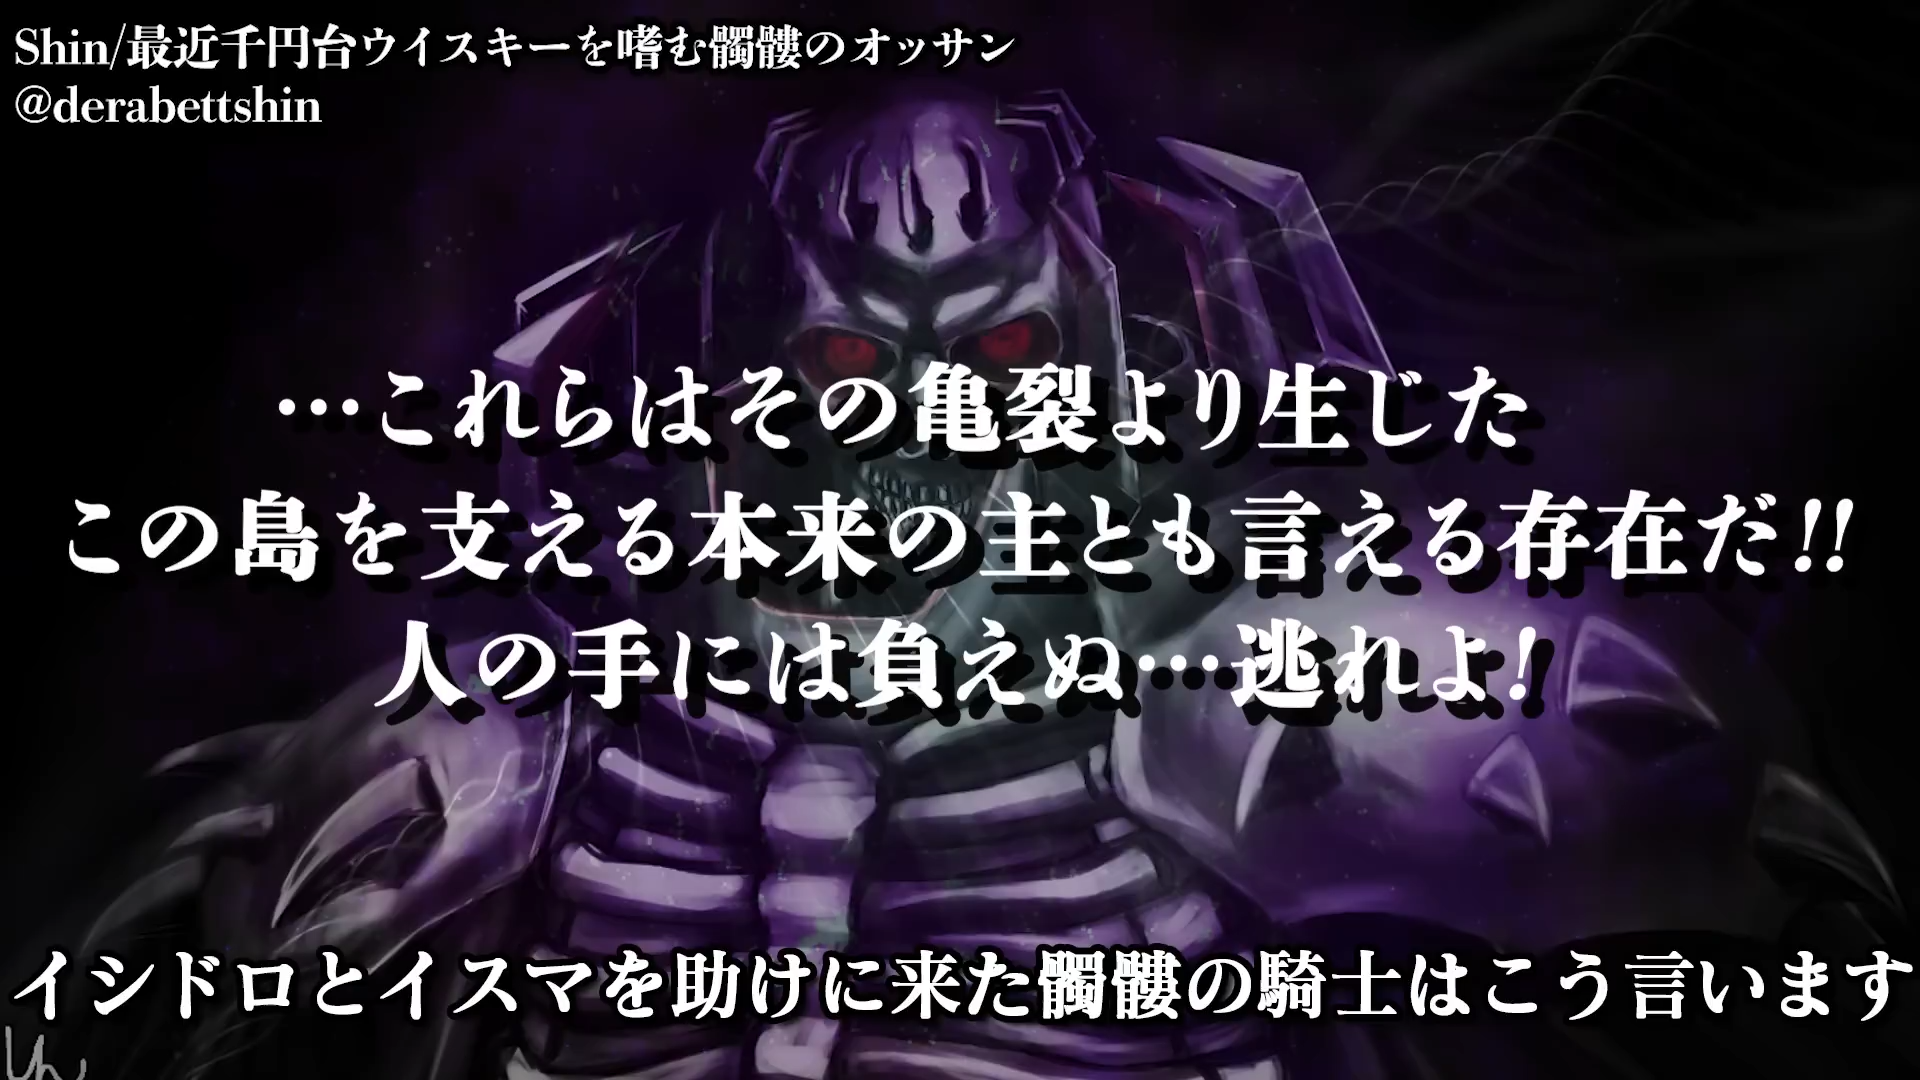 Shin/最近千円台ウイスキーを嗜む髑髏のオッサン
@derabettshin
…これらはその亀裂より生じた
この島を支える本来の主とも言える存在だ!!
人の手には負えぬ…逃れよ!
イシドロとイスマを助けに来た髑髏の騎士はこう言います